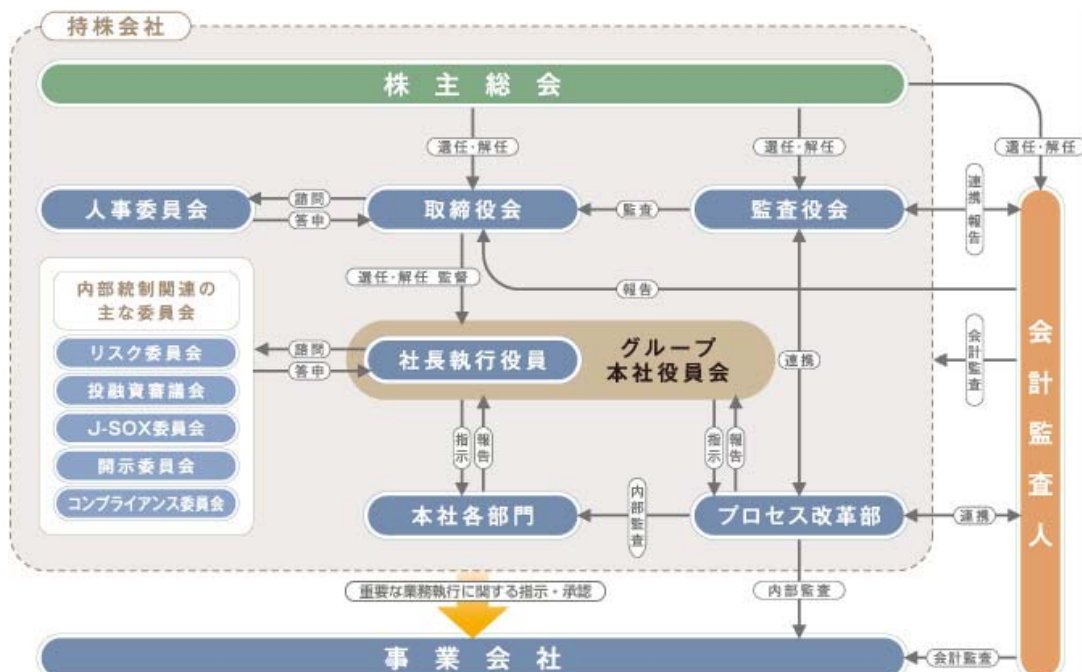 持株会社
株主総会
選任・解任
選任・解任
選任・解任
人事委員会
諮問
答申
取締役会
監査
監査役会
連携
報告
選任・解任 監督
報告
内部統制関連の
主な委員会
リスク委員会
投融資審議会
J-SOX委員会
開示委員会
コンプライアンス委員会
諮問
答申
社長執行役員
グループ
本社役員会
連携
会計監査
会計監査人
指示
報告
指示
報告
本社各部門
内部監査
プロセス改革部
連携
重要な業務執行に関する指示・承認
内部監査
事業会社
会計監査